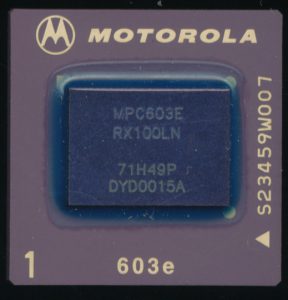 MOTOROLA
MPC603E
RX100LN
71H49P
DYD0015A
S23459W007
1
603e